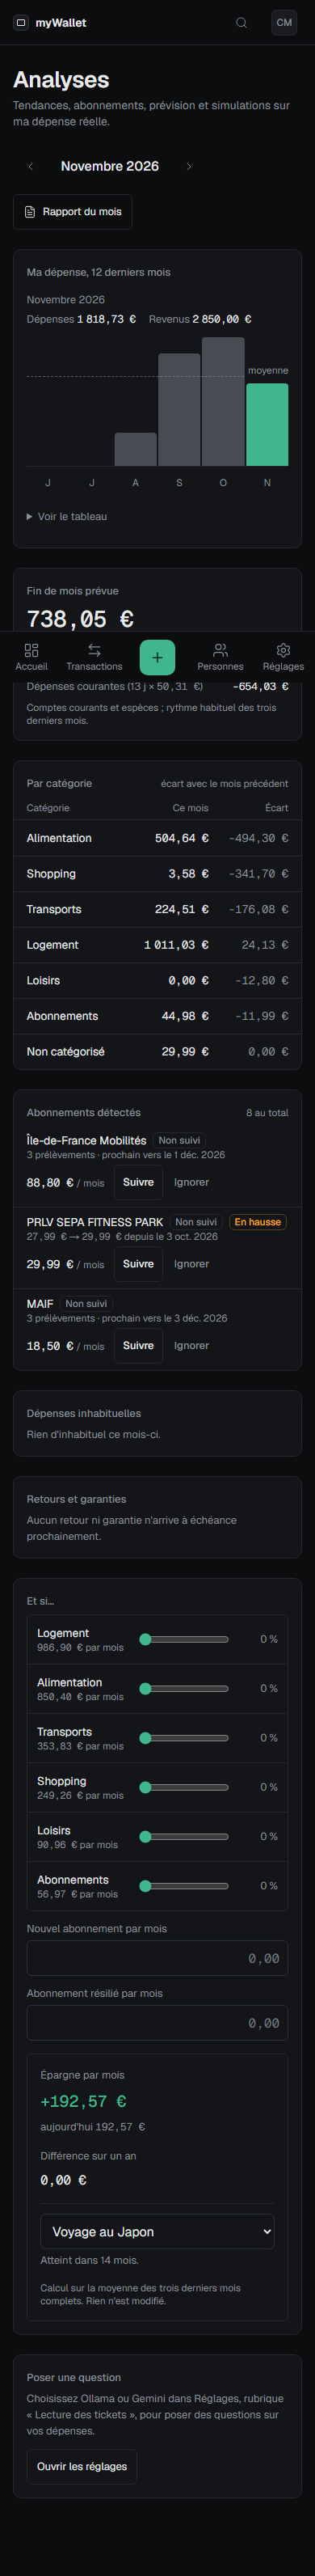 myWallet
CM
Analyses
Tendances, abonnements, prévision et simulations sur
ma dépense réelle.
Novembre 2026
Rapport du mois
Ma dépense, 12 derniers mois
Novembre 2026
Dépenses 1 818,73 € Revenus 2 850,00 €
moyenne
J J A S O N
Voir le tableau
Fin de mois prévue
738,05 €
Accueil Transactions Personnes Réglages
Dépenses courantes (13 j × 50,31 €) -654,03 €
Comptes courants et espèces ; rythme habituel des trois
derniers mois.
Par catégorie écart avec le mois précédent
Catégorie Ce mois Écart
Alimentation 504,64 € -494,30 €
Shopping 3,58 € -341,70 €
Transports 224,51 € -176,08 €
Logement 1 011,03 € 24,13 €
Loisirs 0,00 € -12,80 €
Abonnements 44,98 € -11,99 €
Non catégorisé 29,99 € 0,00 €
Abonnements détectés 8 au total
Île-de-France Mobilités Non suivi
3 prélèvements · prochain vers le 1 déc. 2026
88,80 € / mois Suivre Ignorer
PRLV SEPA FITNESS PARK Non suivi En hausse
27,99 € → 29,99 € depuis le 3 oct. 2026
29,99 € / mois Suivre Ignorer
MAIF Non suivi
3 prélèvements · prochain vers le 3 déc. 2026
18,50 € / mois Suivre Ignorer
Dépenses inhabituelles
Rien d'inhabituel ce mois-ci.
Retours et garanties
Aucun retour ni garantie n'arrive à échéance
prochainement.
Et si…
Logement
986,90 € par mois 0 %
Alimentation
850,40 € par mois 0 %
Transports
353,83 € par mois 0 %
Shopping
249,26 € par mois 0 %
Loisirs
90,96 € par mois 0 %
Abonnements
56,97 € par mois 0 %
Nouvel abonnement par mois
0,00
Abonnement résilié par mois
0,00
Épargne par mois
+192,57 €
aujourd'hui 192,57 €
Différence sur un an
0,00 €
Voyage au Japon
Atteint dans 14 mois.
Calcul sur la moyenne des trois derniers mois
complets. Rien n'est modifié.
Poser une question
Choisissez Ollama ou Gemini dans Réglages, rubrique
« Lecture des tickets », pour poser des questions sur
vos dépenses.
Ouvrir les réglages